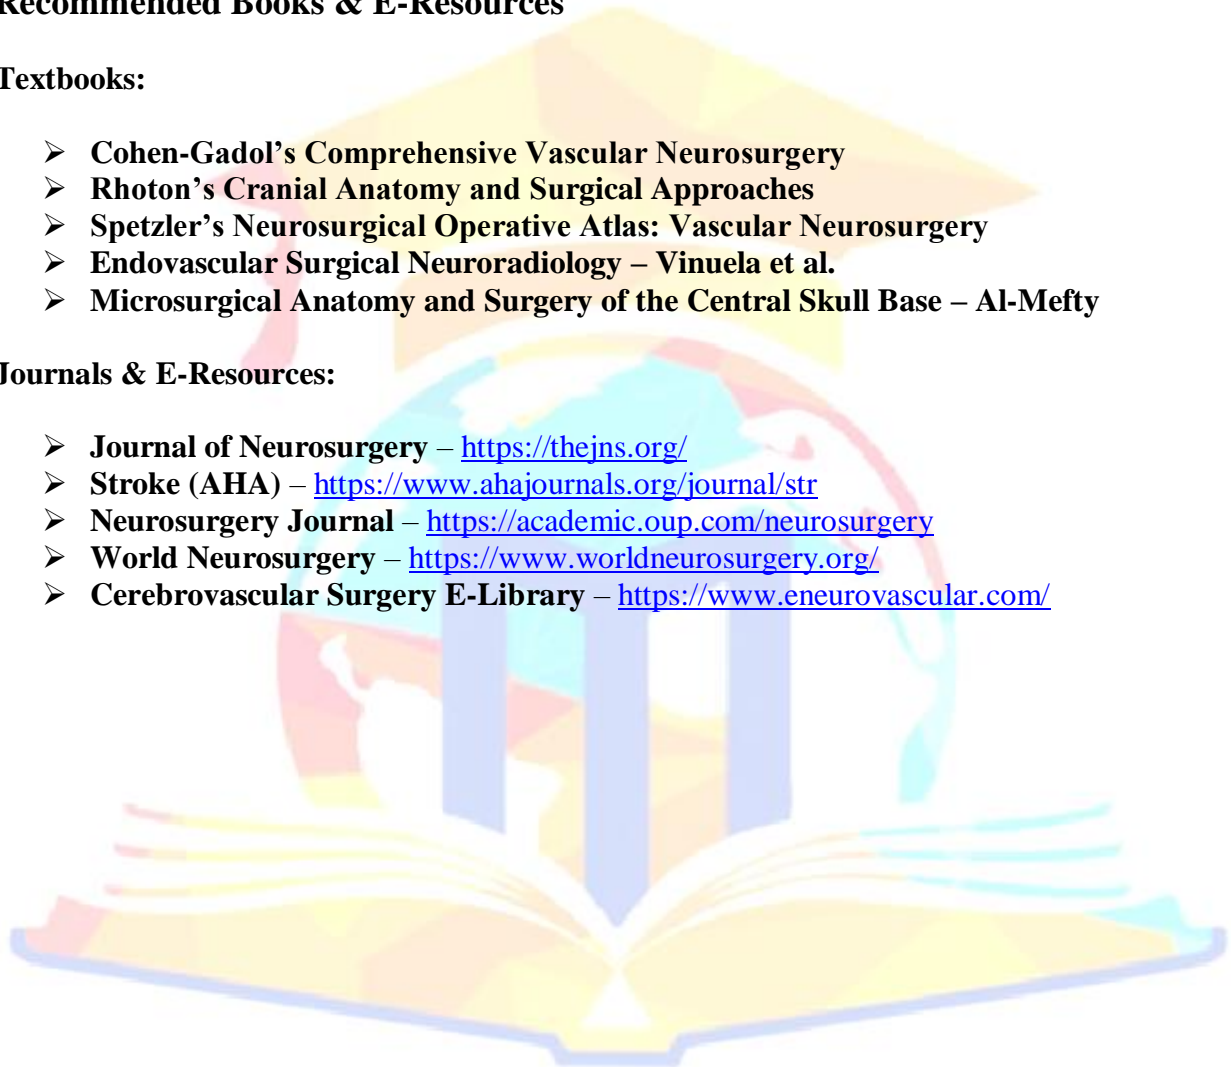 Recommended Books & E-Resources
Textbooks:
➢ Cohen-Gadol’s Comprehensive Vascular Neurosurgery
➢ Rhoton’s Cranial Anatomy and Surgical Approaches
➢ Spetzler’s Neurosurgical Operative Atlas: Vascular Neurosurgery
➢ Endovascular Surgical Neuroradiology – Vinuela et al.
➢ Microsurgical Anatomy and Surgery of the Central Skull Base – Al-Mefty
Journals & E-Resources:
➢ Journal of Neurosurgery – https://thejns.org/
➢ Stroke (AHA) – https://www.ahajournals.org/journal/str
➢ Neurosurgery Journal – https://academic.oup.com/neurosurgery
➢ World Neurosurgery – https://www.worldneurosurgery.org/
➢ Cerebrovascular Surgery E-Library – https://www.eneurovascular.com/